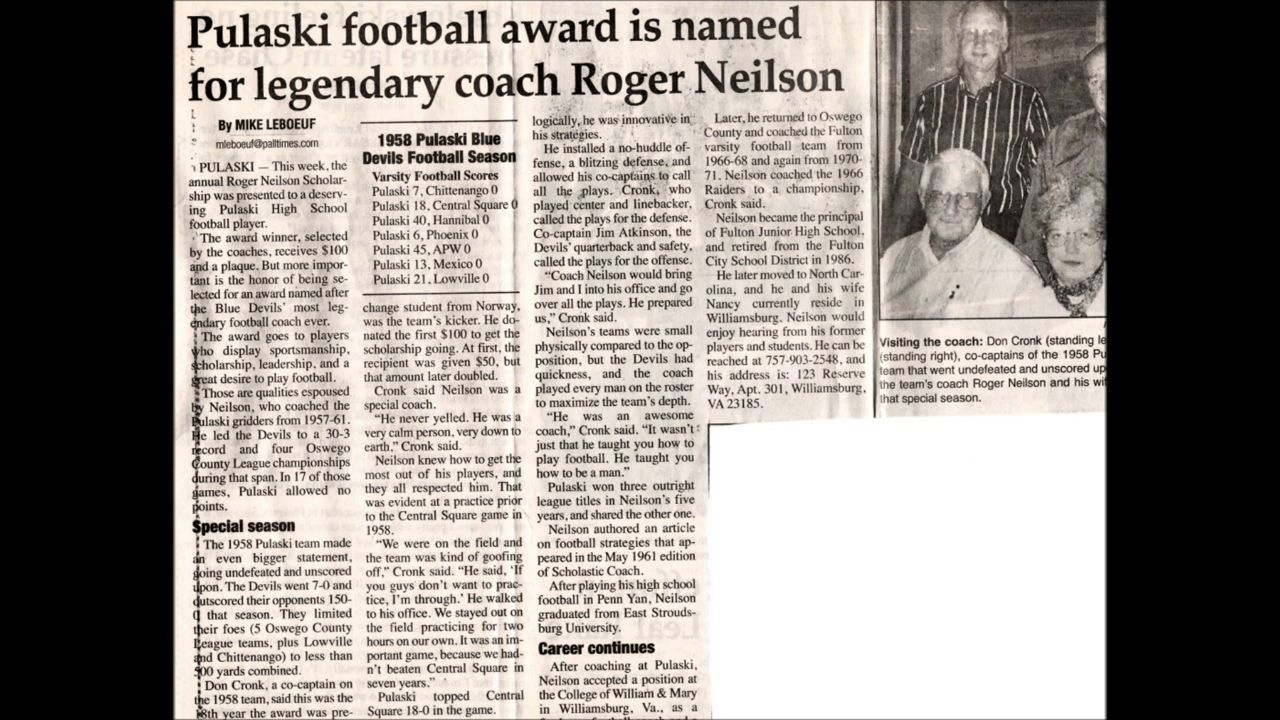 Pulaski football award is named
for legendary coach Roger Neilson
By MIKE LEBOEUF
mleboeuf@palltimes.com
PULASKI — This week, the
annual Roger Neilson Scholar-
ship was presented to a deserv-
ing Pulaski High School
football player.
The award winner, selected
by the coaches, receives $100
and a plaque. But more impor-
tant is the honor of being se-
lected for an award named after
the Blue Devils' most leg-
endary football coach ever.
The award goes to players
who display sportsmanship,
scholarship, leadership, and a
great desire to play football.
Those are qualities espoused
by Neilson, who coached the
Pulaski gridders from 1957-61.
He led the Devils to a 30-3
record and four Oswego
County League championships
during that span. In 17 of those
games, Pulaski allowed no
points.
Special season
The 1958 Pulaski team made
an even bigger statement,
going undefeated and unscored
upon. The Devils went 7-0 and
outscored their opponents 150-
0 that season. They limited
their foes (5 Oswego County
League teams, plus Lowville
and Chittenango) to less than
500 yards combined.
Don Cronk, a co-captain on
the 1958 team, said this was the
18th year the award was pre-
1958 Pulaski Blue
Devils Football Season
Varsity Football Scores
Pulaski 7, Chittenango 0
Pulaski 18, Central Square 0
Pulaski 40, Hannibal 0
Pulaski 6, Phoenix 0
Pulaski 45, APW 0
Pulaski 13, Mexico 0
Pulaski 21, Lowville 0
change student from Norway,
was the team's kicker. He do-
nated the first $100 to get the
scholarship going. At first, the
recipient was given $50, but
that amount later doubled.
Cronk said Neilson was a
special coach.
"He never yelled. He was a
very calm person, very down to
earth," Cronk said.
Neilson knew how to get the
most out of his players, and
they all respected him. That
was evident at a practice prior
to the Central Square game in
1958.
"We were on the field and
the team was kind of goofing
off," Cronk said. "He said, 'If
you guys don't want to prac-
tice, I'm through.' He walked
to his office. We stayed out on
the field practicing for two
hours on our own. It was an im-
portant game, because we had-
n't beaten Central Square in
seven years."
Pulaski topped Central
Square 18-0 in the game.
logically, he was innovative in
his strategies.
He installed a no-huddle of-
fense, a blitzing defense, and
allowed his co-captains to call
all the plays. Cronk, who
played center and linebacker,
called the plays for the defense.
Co-captain Jim Atkinson, the
Devils' quarterback and safety,
called the plays for the offense.
"Coach Neilson would bring
Jim and I into his office and go
over all the plays. He prepared
us," Cronk said.
Neilson's teams were small
physically compared to the op-
position, but the Devils had
quickness, and the coach
played every man on the roster
to maximize the team's depth.
"He was an awesome
coach," Cronk said. "It wasn't
just that he taught you how to
play football. He taught you
how to be a man."
Pulaski won three outright
league titles in Neilson's five
years, and shared the other one.
Neilson authored an article
on football strategies that ap-
peared in the May 1961 edition
of Scholastic Coach.
After playing his high school
football in Penn Yan, Neilson
graduated from East Strouds-
burg University.
Career continues
After coaching at Pulaski,
Neilson accepted a position at
the College of William & Mary
in Williamsburg, Va., as a
Later, he returned to Oswego
County and coached the Fulton
varsity football team from
1966-68 and again from 1970-
71. Neilson coached the 1966
Raiders to a championship,
Cronk said.
Neilson became the principal
of Fulton Junior High School,
and retired from the Fulton
City School District in 1986.
He later moved to North Car-
olina, and he and his wife
Nancy currently reside in
Williamsburg. Neilson would
enjoy hearing from his former
players and students. He can be
reached at 757-903-2548, and
his address is: 123 Reserve
Way, Apt. 301, Williamsburg,
VA 23185.
Visiting the coach: Don Cronk (standing le
(standing right), co-captains of the 1958 Pu
team that went undefeated and unscored up
the team's coach Roger Neilson and his wif
that special season.